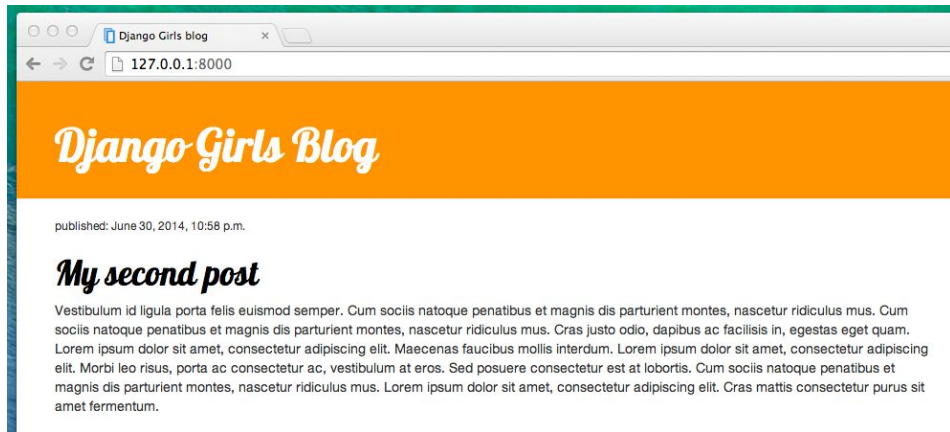 Django Girls blog
127.0.0.1:8000
Django Girls Blog
published: June 30, 2014, 10:58 p.m.
My second post
Vestibulum id ligula porta felis euismod semper. Cum sociis natoque penatibus et magnis dis parturient montes, nascetur ridiculus mus. Cum
sociis natoque penatibus et magnis dis parturient montes, nascetur ridiculus mus. Cras justo odio, dapibus ac facilisis in, egestas eget quam.
Lorem ipsum dolor sit amet, consectetur adipiscing elit. Maecenas faucibus mollis interdum. Lorem ipsum dolor sit amet, consectetur adipiscing
elit. Morbi leo risus, porta ac consectetur ac, vestibulum at eros. Sed posuere consectetur est at lobortis. Cum sociis natoque penatibus et
magnis dis parturient montes, nascetur ridiculus mus. Lorem ipsum dolor sit amet, consectetur adipiscing elit. Cras mattis consectetur purus sit
amet fermentum.